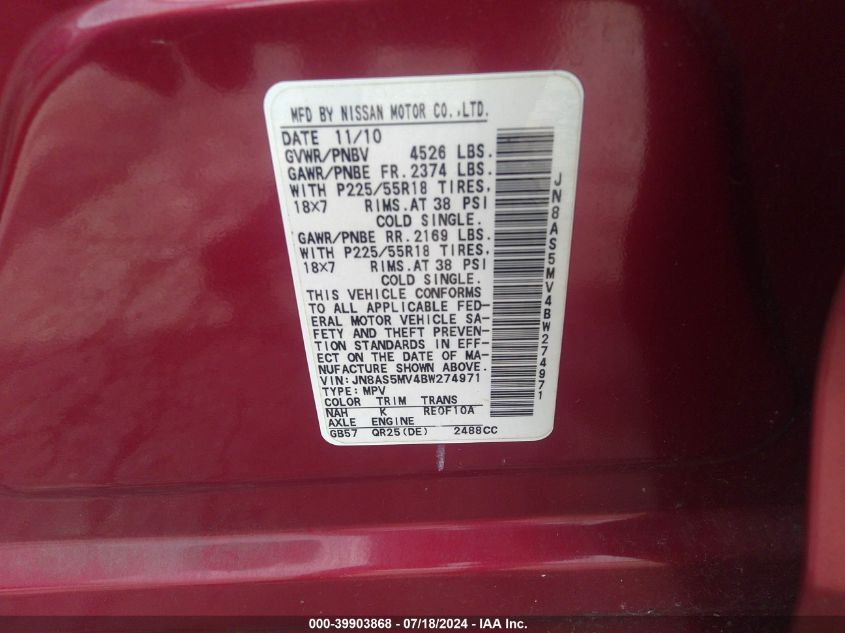 MFD BY NISSAN MOTOR CO.,LTD.
DATE 11/10
GVWR/PNBV 4526 LBS.
GAWR/PNBE FR. 2374 LBS.
WITH P225/55R18 TIRES,
18X7 RIMS.AT 38 PSI
COLD SINGLE.
GAWR/PNBE RR. 2169 LBS.
WITH P225/55R18 TIRES,
18X7 RIMS.AT 38 PSI
COLD SINGLE.
THIS VEHICLE CONFORMS
TO ALL APPLICABLE FED-
ERAL MOTOR VEHICLE SA-
FETY AND THEFT PREVEN-
TION STANDARDS IN EFF-
ECT ON THE DATE OF MA-
NUFACTURE SHOWN ABOVE.
VIN:JN8AS5MV4BW274971
TYPE:MPV
COLOR TRIM TRANS
NAH K RE0F10A
AXLE ENGINE
GB57 QR25(DE) 2488CC
JN8AS5MV4BW274971
000-39903868 - 07/18/2024 - IAA Inc.